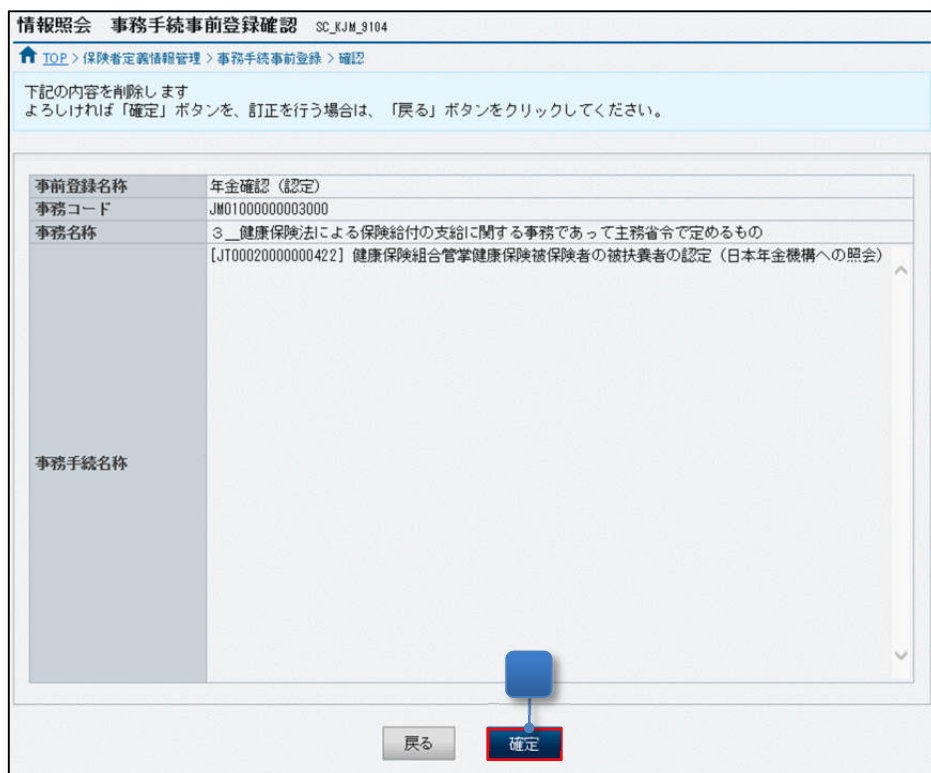 情報照会　事務手続事前登録確認　SC_KJM_9104
TOP > 保険者定義情報管理 > 事務手続事前登録 > 確認
下記の内容を削除します
よろしければ「確定」ボタンを、訂正を行う場合は、「戻る」ボタンをクリックしてください。
事前登録名称　年金確認（認定）
事務コード　JM01000000003000
事務名称　３＿健康保険法による保険給付の支給に関する事務であって主務省令で定めるもの
[JT00020000000422] 健康保険組合管掌健康保険被保険者の被扶養者の認定（日本年金機構への照会）
事務手続名称
戻る　確定